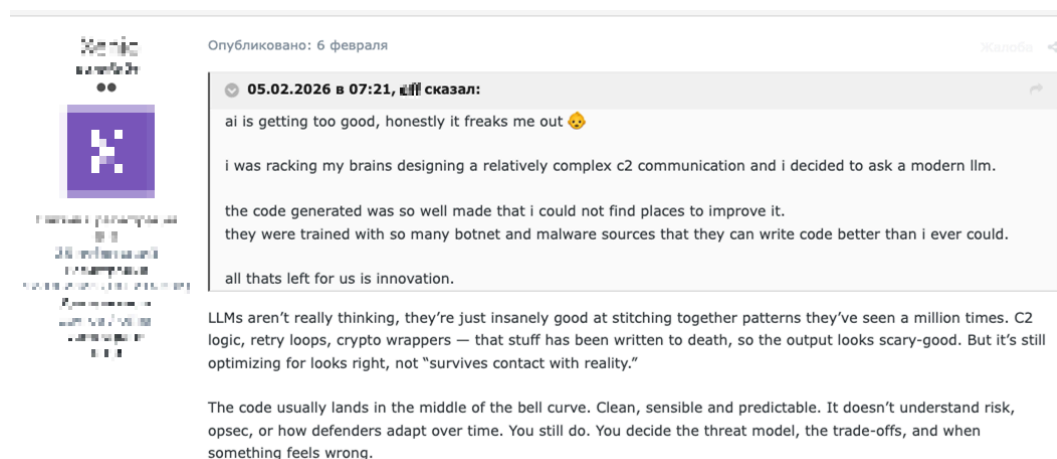 Опубликовано: 6 февраля
Жалоба
05.02.2026 в 07:21, сказал:
ai is getting too good, honestly it freaks me out
i was racking my brains designing a relatively complex c2 communication and i decided to ask a modern llm.
the code generated was so well made that i could not find places to improve it.
they were trained with so many botnet and malware sources that they can write code better than i ever could.
all thats left for us is innovation.
LLMs aren’t really thinking, they’re just insanely good at stitching together patterns they’ve seen a million times. C2
logic, retry loops, crypto wrappers — that stuff has been written to death, so the output looks scary-good. But it’s still
optimizing for looks right, not “survives contact with reality.”
The code usually lands in the middle of the bell curve. Clean, sensible and predictable. It doesn’t understand risk,
opsec, or how defenders adapt over time. You still do. You decide the threat model, the trade-offs, and when
something feels wrong.